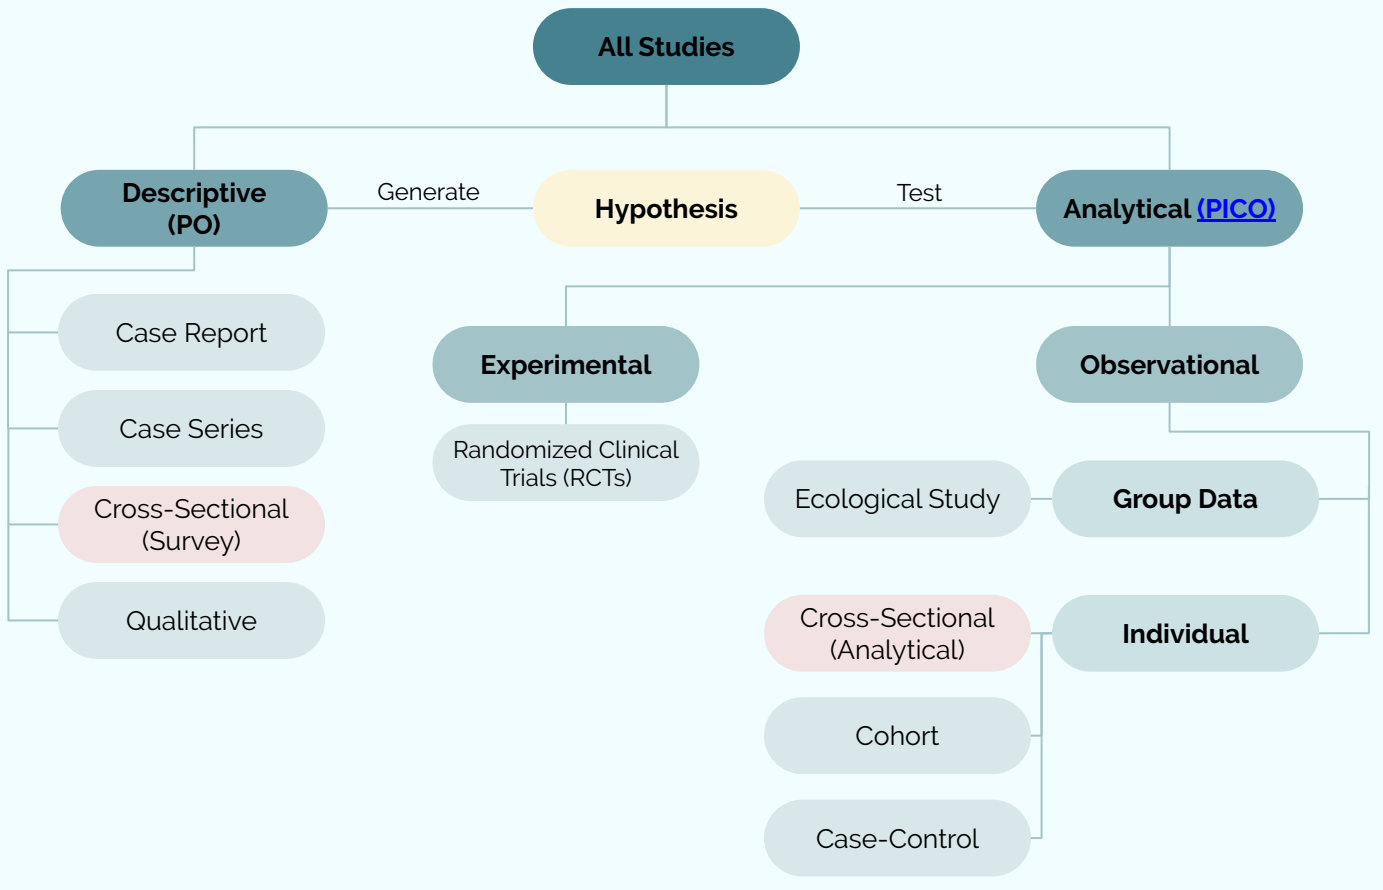 All Studies
Descriptive
(PO)
Generate
Hypothesis
Test
Analytical (PICO)
Case Report
Case Series
Cross-Sectional
(Survey)
Qualitative
Experimental
Randomized Clinical
Trials (RCTs)
Observational
Ecological Study
Group Data
Cross-Sectional
(Analytical)
Individual
Cohort
Case-Control